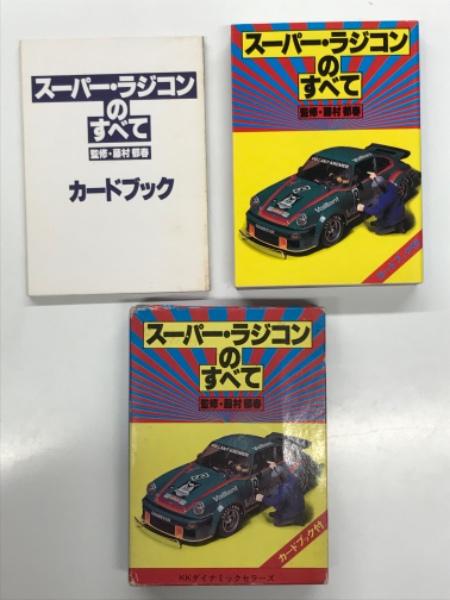 スーパー・ラジコン
の
すべて
監修・藤村郁春
カードブック
スーパー・ラジコン
の
すべて
監修・藤村郁春
Vaillant
スーパー・ラジコン
の
すべて
監修・藤村郁春
Vaillant
カードブック付
KKダイナミックセラーズ